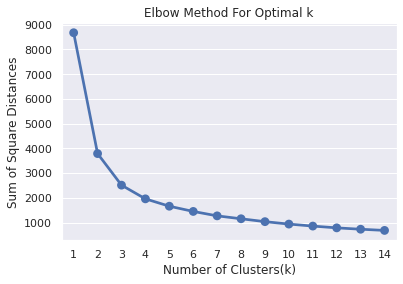 Elbow Method For Optimal k
9000
8000
7000
6000
5000
4000
3000
2000
1000
Sum of Square Distances
1 2 3 4 5 6 7 8 9 10 11 12 13 14
Number of Clusters(k)